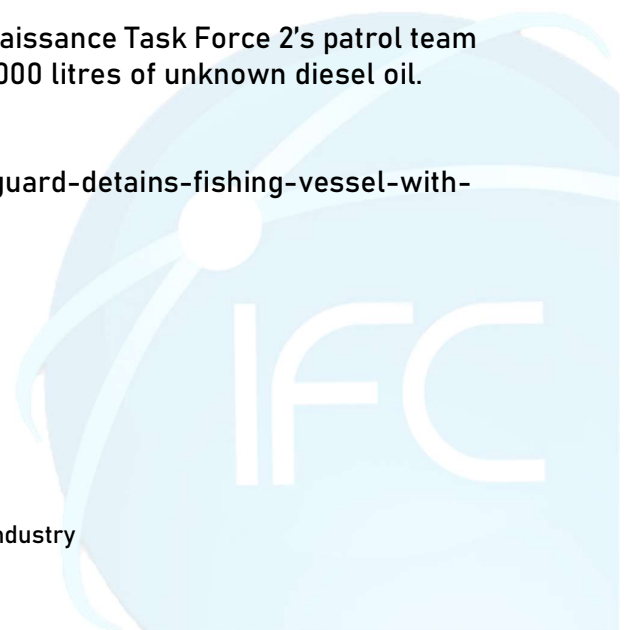 aissance Task Force 2's patrol team
000 litres of unknown diesel oil.
guard-detains-fishing-vessel-with-
IFC
ndustry